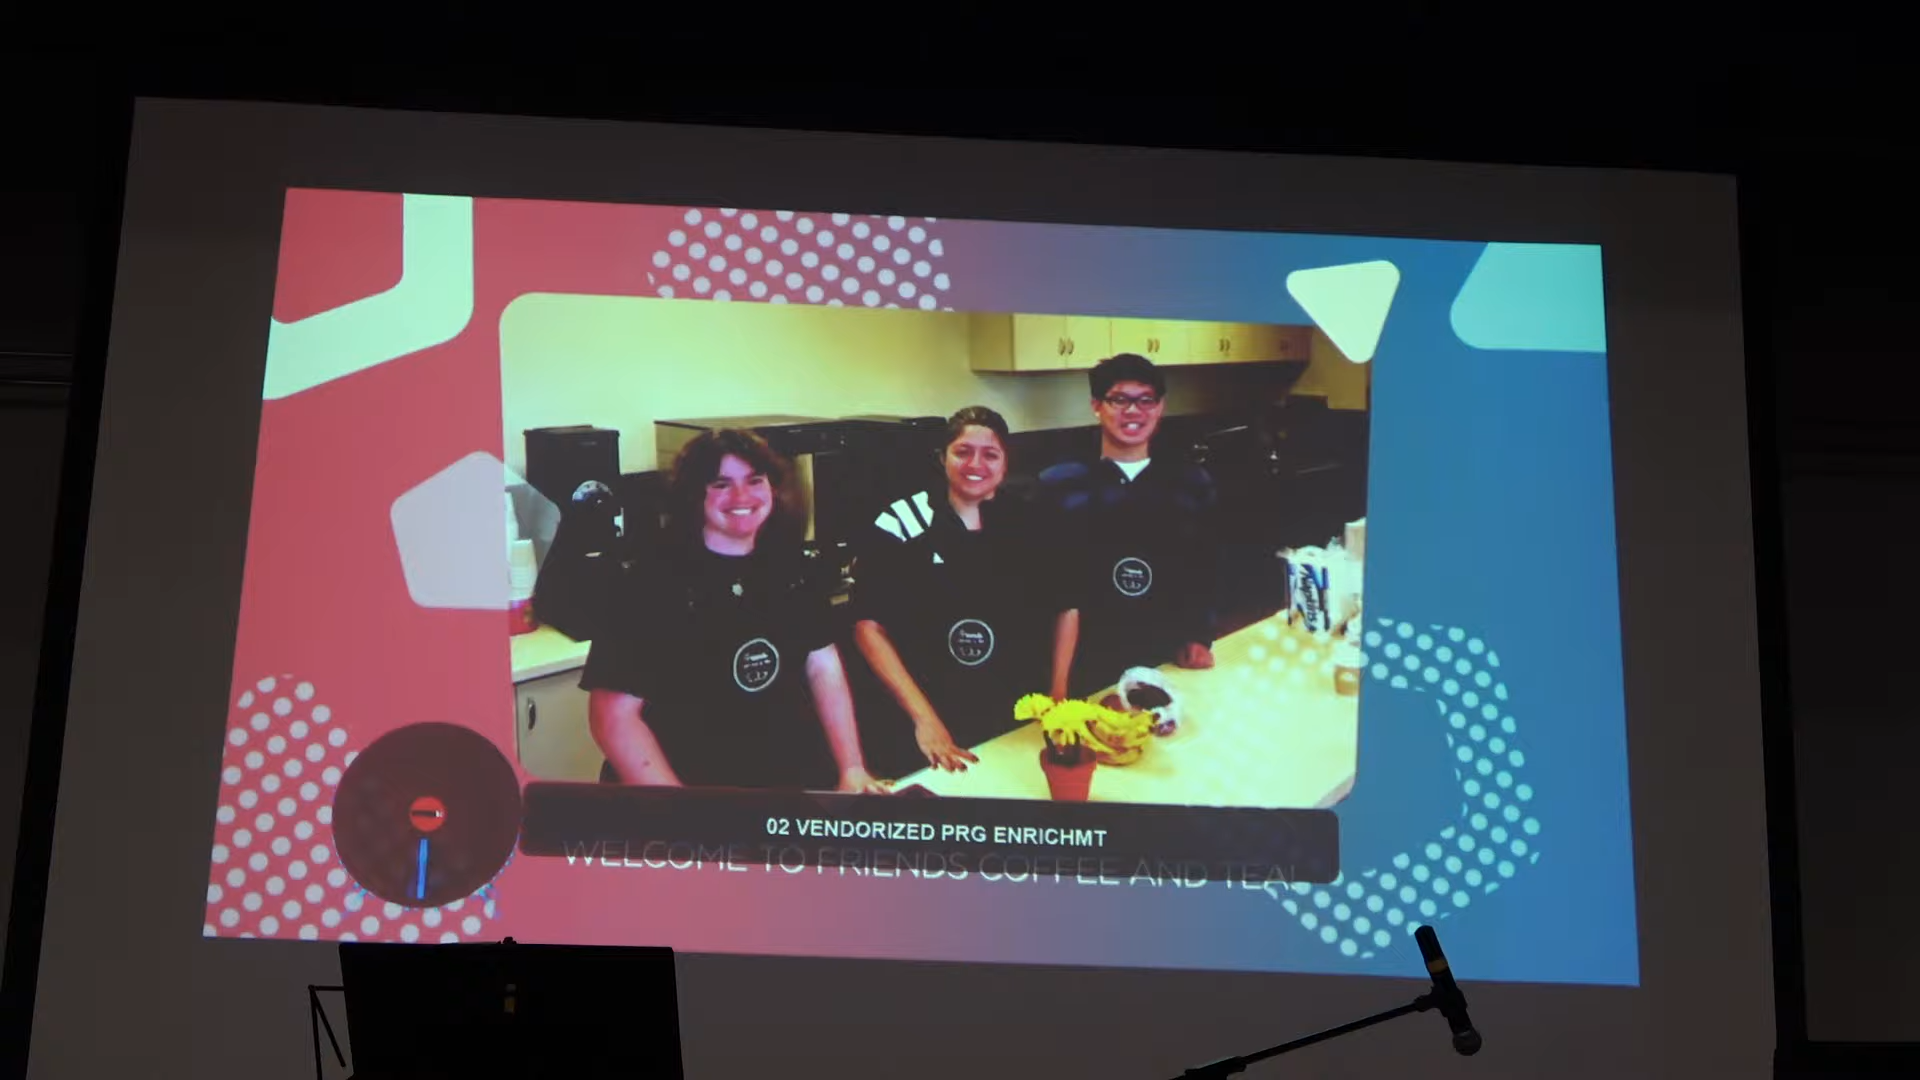 02 VENDORIZED PRG ENRICHMT
WELCOME TO FRIENDS COFFEE AND TEA!